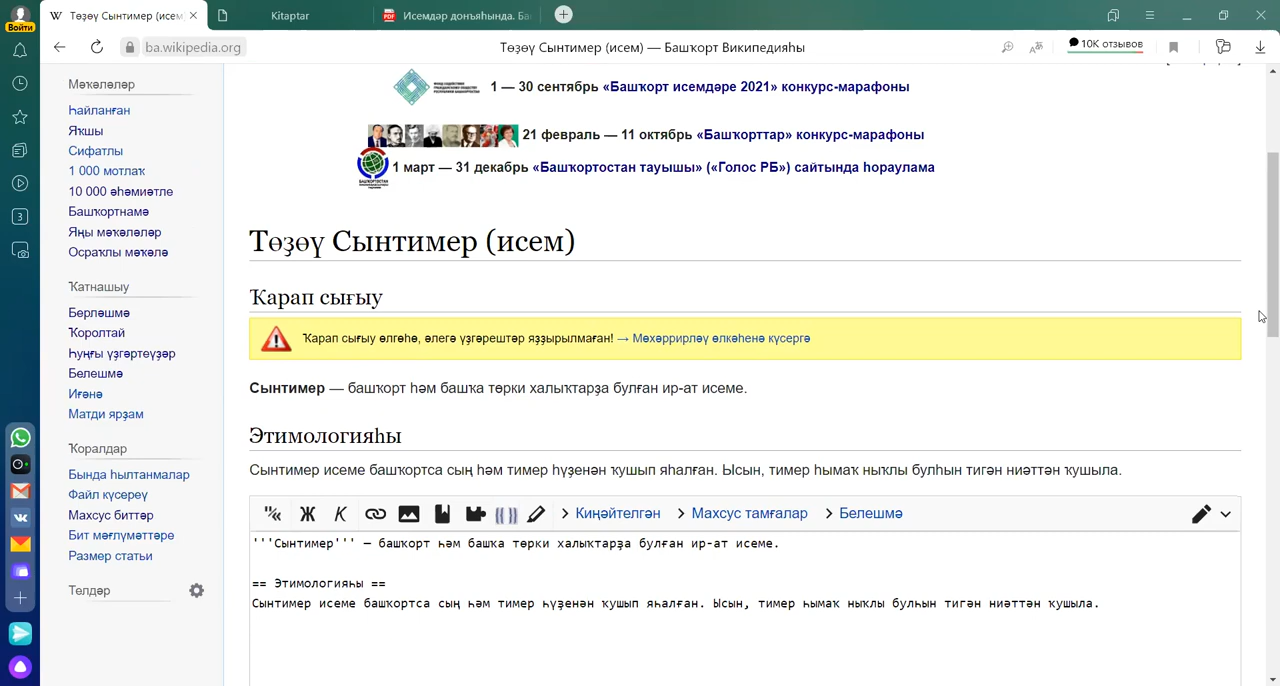 Войти
Төҙөү Сынтимер (исем
Kitaptar
Исемдәр донъяһында. Ба
ba.wikipedia.org
Төҙөү Сынтимер (исем) — Башҡорт Википедияһы
10К отзывов
Мәҡәләләр
Һайланған
Яҡшы
Сифатлы
1 000 мотлаҡ
10 000 әһәмиәтле
Башҡортнамә
Яңы мәҡәләләр
Осраҡлы мәҡәлә
Ҡатнашыу
Берләшмә
Ҡоролтай
Һуңғы үҙгәртеүҙәр
Белешмә
Иғәнә
Матди ярҙам
Ҡоралдар
Бында һылтанмалар
Файл күсереү
Махсус биттәр
Бит мәғлүмәттәре
Размер статьи
Телдәр
1 — 30 сентябрь «Башҡорт исемдәре 2021» конкурс-марафоны
21 февраль — 11 октябрь «Башҡорттар» конкурс-марафоны
1 март — 31 декабрь «Башҡортостан тауышы» («Голос РБ») сайтында һораулама
Төҙөү Сынтимер (исем)
Ҡарап сығыу
Ҡарап сығыу өлгөһө, әлегә үҙгәрештәр яҙҙырылмаған! → Мөхәррирләү өлкәһенә күсергә
Сынтимер — башҡорт һәм башҡа төрки халыҡтарҙа булған ир-ат исеме.
Этимологияһы
Сынтимер исеме башҡортса сың һәм тимер һүҙенән ҡушып яһалған. Ысын, тимер һымаҡ ныҡлы булһын тигән ниәттән ҡушыла.
Ж К Киңәйтелгән Махсус тамғалар Белешмә
'''Сынтимер''' — башҡорт һәм башҡа төрки халыҡтарҙа булған ир-ат исеме.
== Этимологияһы ==
Сынтимер исеме башҡортса сың һәм тимер һүҙенән ҡушып яһалған. Ысын, тимер һымаҡ ныҡлы булһын тигән ниәттән ҡушыла.